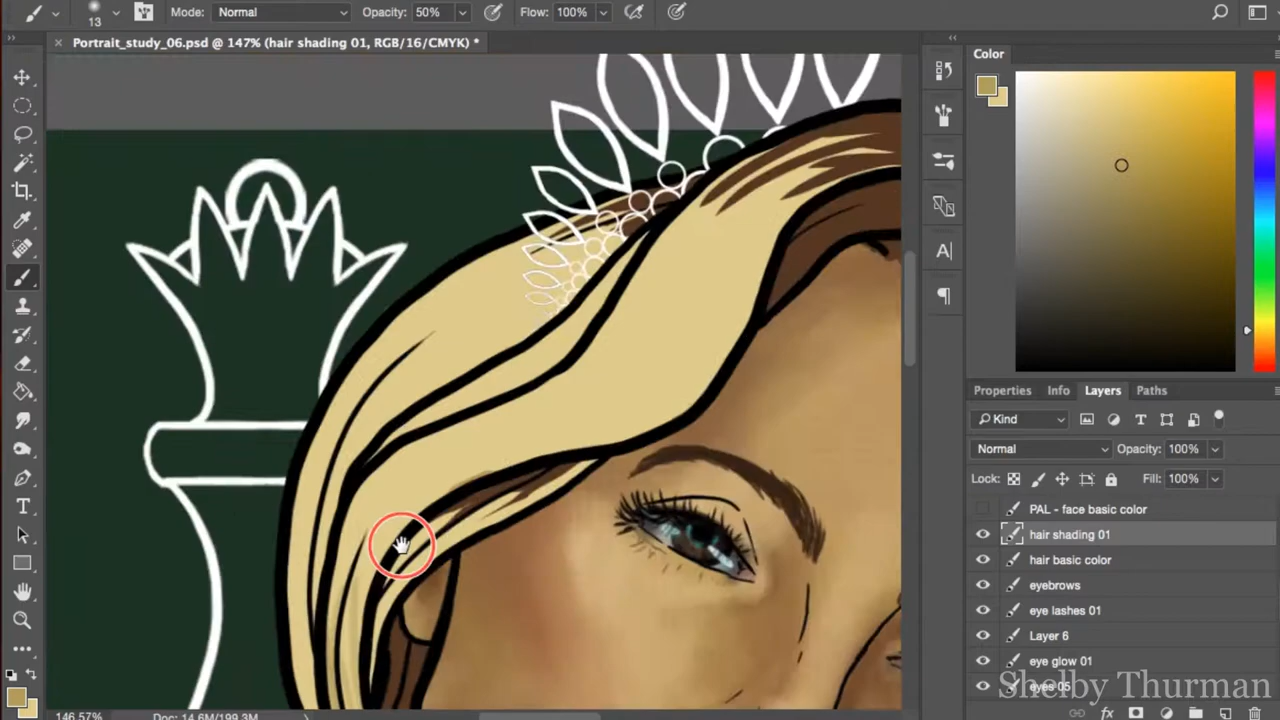 13 Mode: Normal Opacity: 50% Flow: 100%
Portrait_study_06.psd @ 147% (hair shading 01, RGB/16/CMYK) *
Color
Properties Info Layers Paths
Kind
Normal Opacity: 100%
Lock: Fill: 100%
PAL - face basic color
hair shading 01
hair basic color
eyebrows
eye lashes 01
Layer 6
eye glow 01
eyes 05
Shelby Thurman
146.57% Doc: 14.6M/199.3M